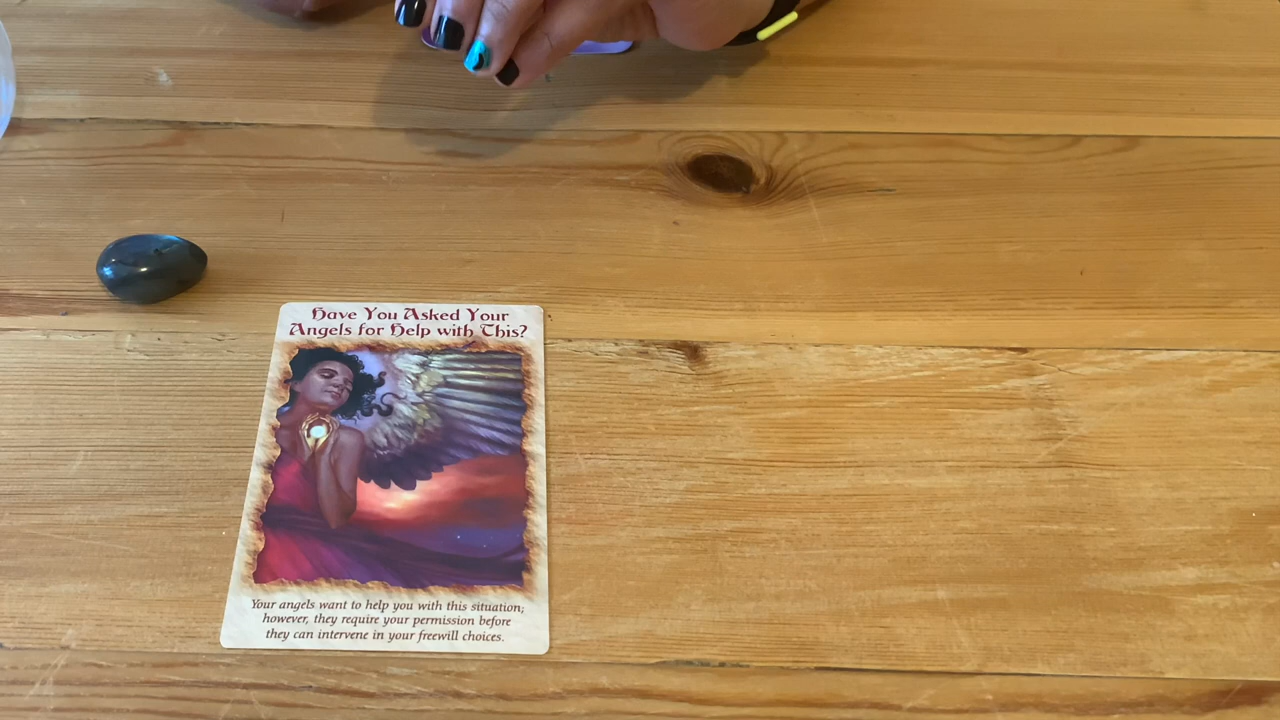 Have You Asked Your
Angels for Help with This?
Your angels want to help you with this situation;
however, they require your permission before
they can intervene in your freewill choices.